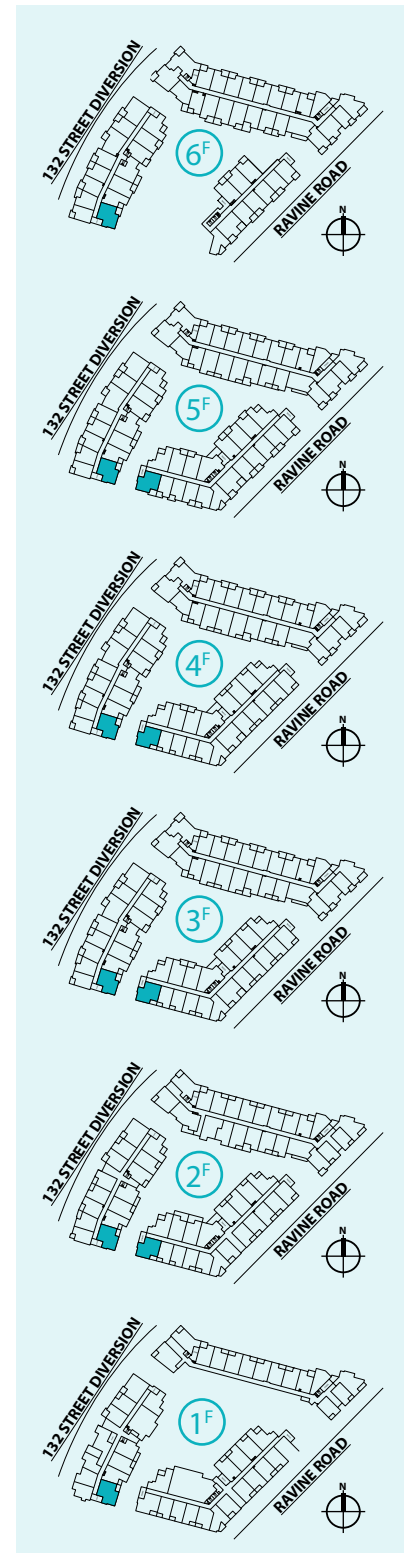 132 STREET DIVERSION
6F
RAVINE ROAD
N
132 STREET DIVERSION
5F
RAVINE ROAD
N
132 STREET DIVERSION
4F
RAVINE ROAD
N
132 STREET DIVERSION
3F
RAVINE ROAD
N
132 STREET DIVERSION
2F
RAVINE ROAD
N
132 STREET DIVERSION
1F
RAVINE ROAD
N